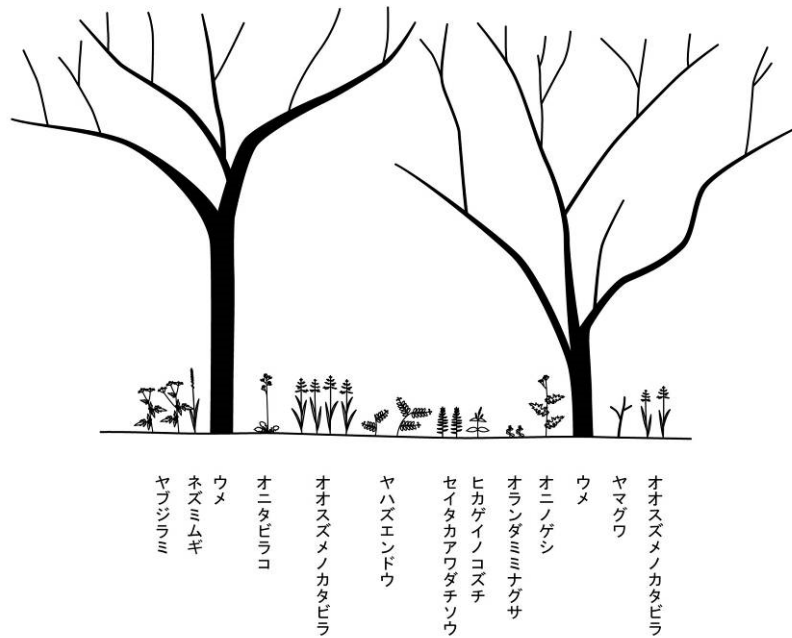 ヤブジラミ
ネズミムギ
ウメ
オニタビラコ
オオスズメノカタビラ
ヤハズエンドウ
セイタカアワダチソウ
ヒカゲイノコズチ
オランダミミナグサ
オニノゲシ
ウメ
ヤマグワ
オオスズメノカタビラ